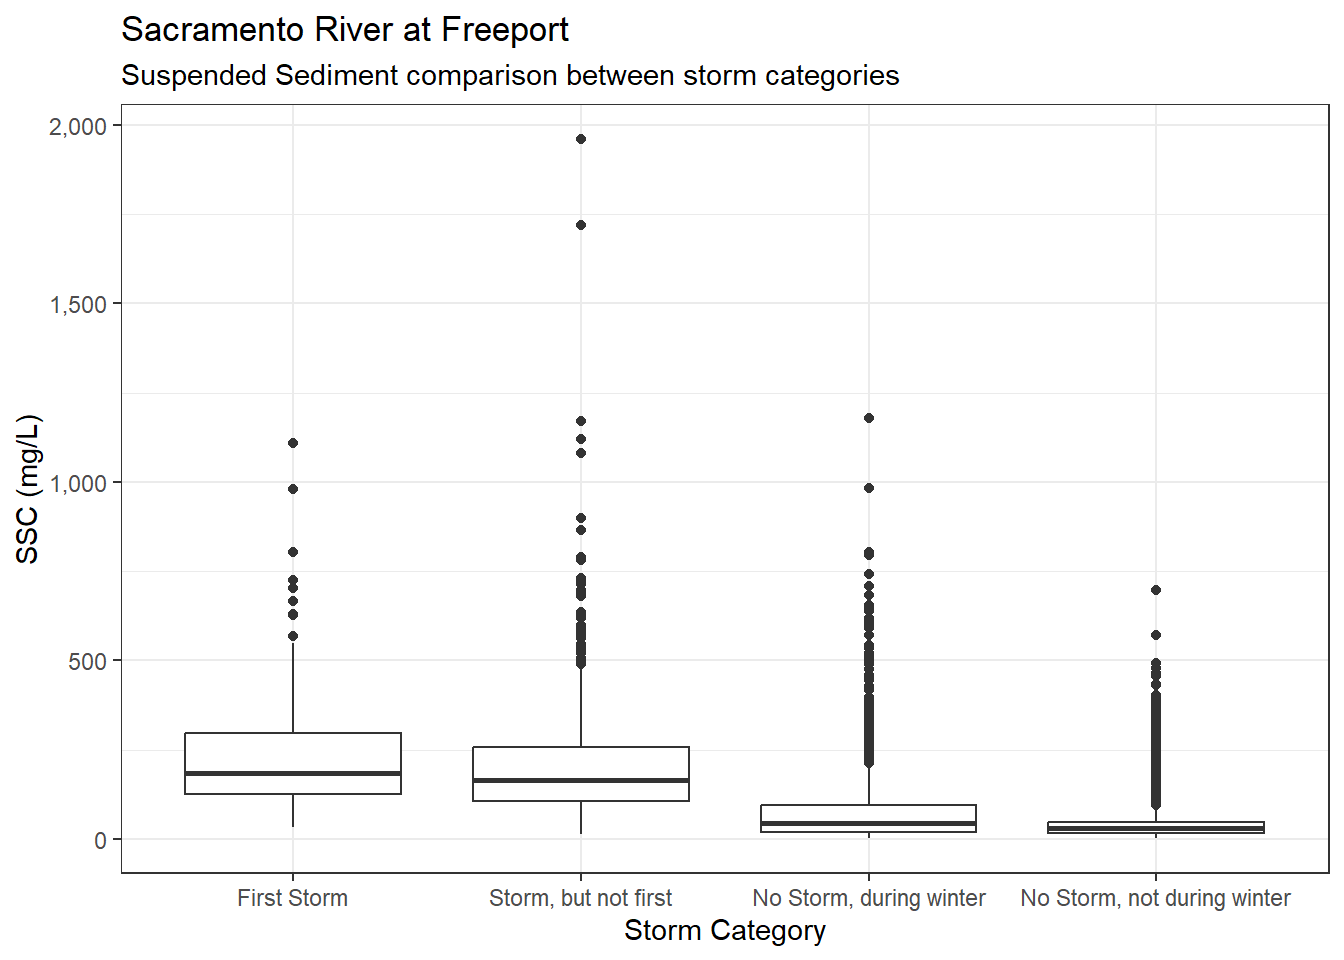 Sacramento River at Freeport
Suspended Sediment comparison between storm categories
2,000
1,500
1,000
500
0
SSC (mg/L)
First Storm
Storm, but not first
No Storm, during winter
No Storm, not during winter
Storm Category